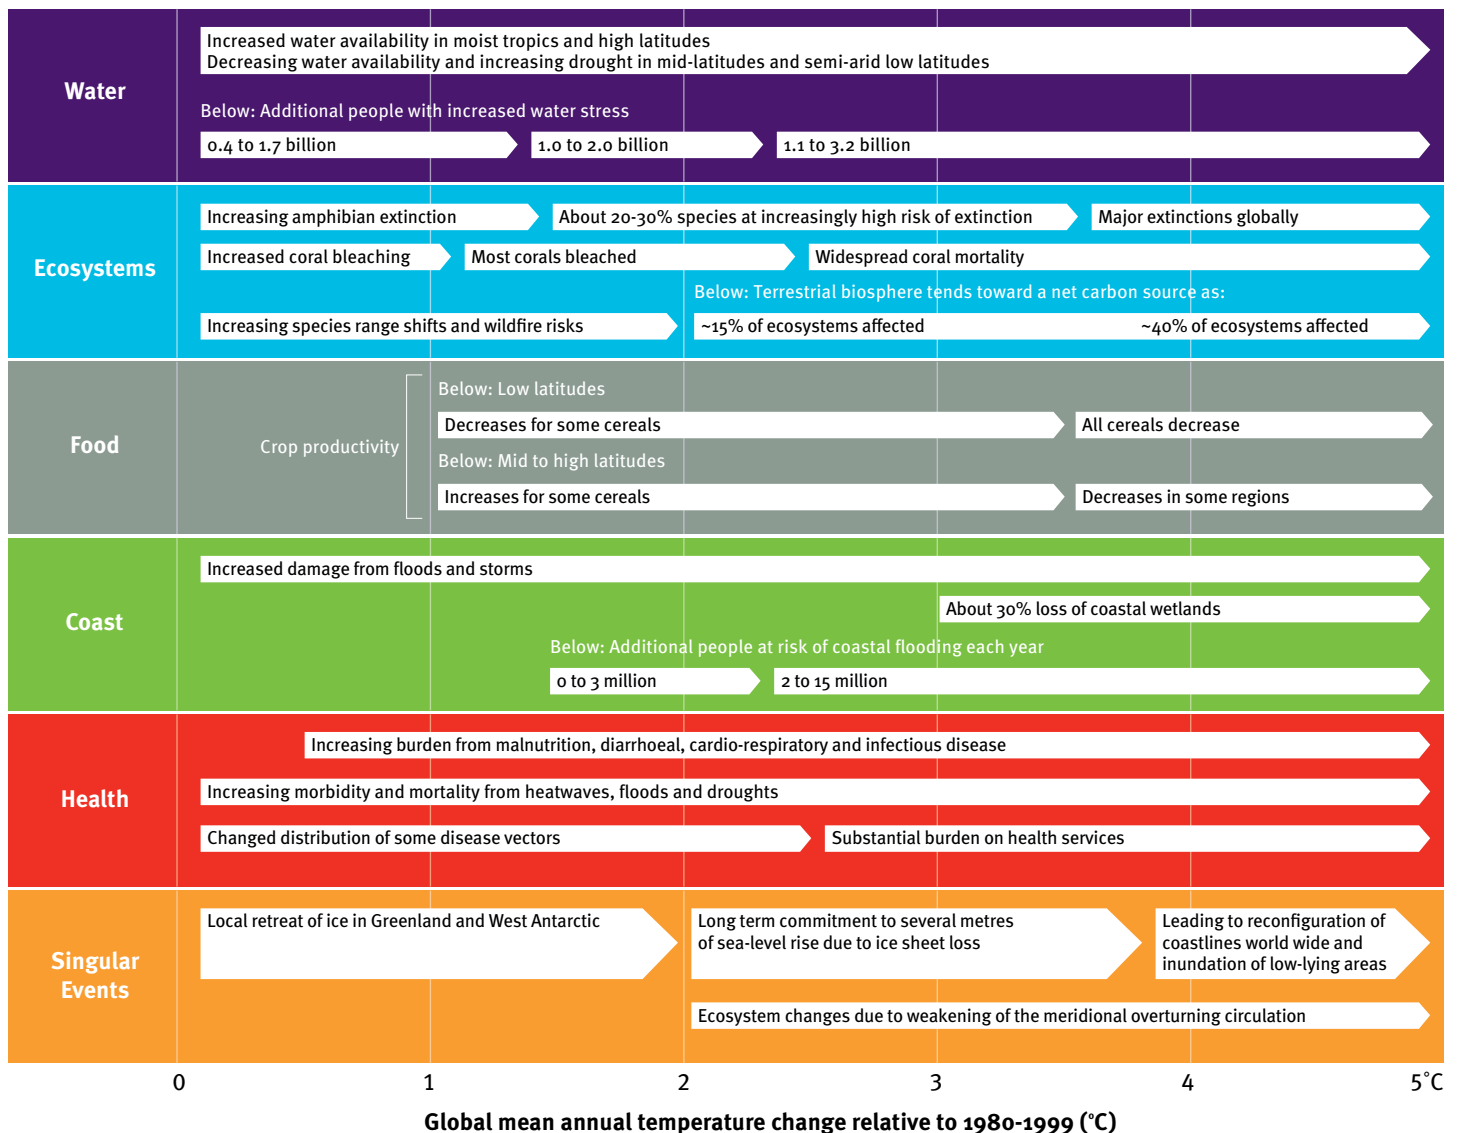 Water
Increased water availability in moist tropics and high latitudes
Decreasing water availability and increasing drought in mid-latitudes and semi-arid low latitudes
Below: Additional people with increased water stress
0.4 to 1.7 billion
1.0 to 2.0 billion
1.1 to 3.2 billion
Ecosystems
Increasing amphibian extinction
About 20-30% species at increasingly high risk of extinction
Major extinctions globally
Increased coral bleaching
Most corals bleached
Widespread coral mortality
Below: Terrestrial biosphere tends toward a net carbon source as:
Increasing species range shifts and wildfire risks
~15% of ecosystems affected
~40% of ecosystems affected
Food
Crop productivity
Below: Low latitudes
Decreases for some cereals
All cereals decrease
Below: Mid to high latitudes
Increases for some cereals
Decreases in some regions
Coast
Increased damage from floods and storms
About 30% loss of coastal wetlands
Below: Additional people at risk of coastal flooding each year
0 to 3 million
2 to 15 million
Health
Increasing burden from malnutrition, diarrhoeal, cardio-respiratory and infectious disease
Increasing morbidity and mortality from heatwaves, floods and droughts
Changed distribution of some disease vectors
Substantial burden on health services
Singular
Events
Local retreat of ice in Greenland and West Antarctic
Long term commitment to several metres
of sea-level rise due to ice sheet loss
Leading to reconfiguration of
coastlines world wide and
inundation of low-lying areas
Ecosystem changes due to weakening of the meridional overturning circulation
0 1 2 3 4 5˚C
Global mean annual temperature change relative to 1980-1999 (˚C)